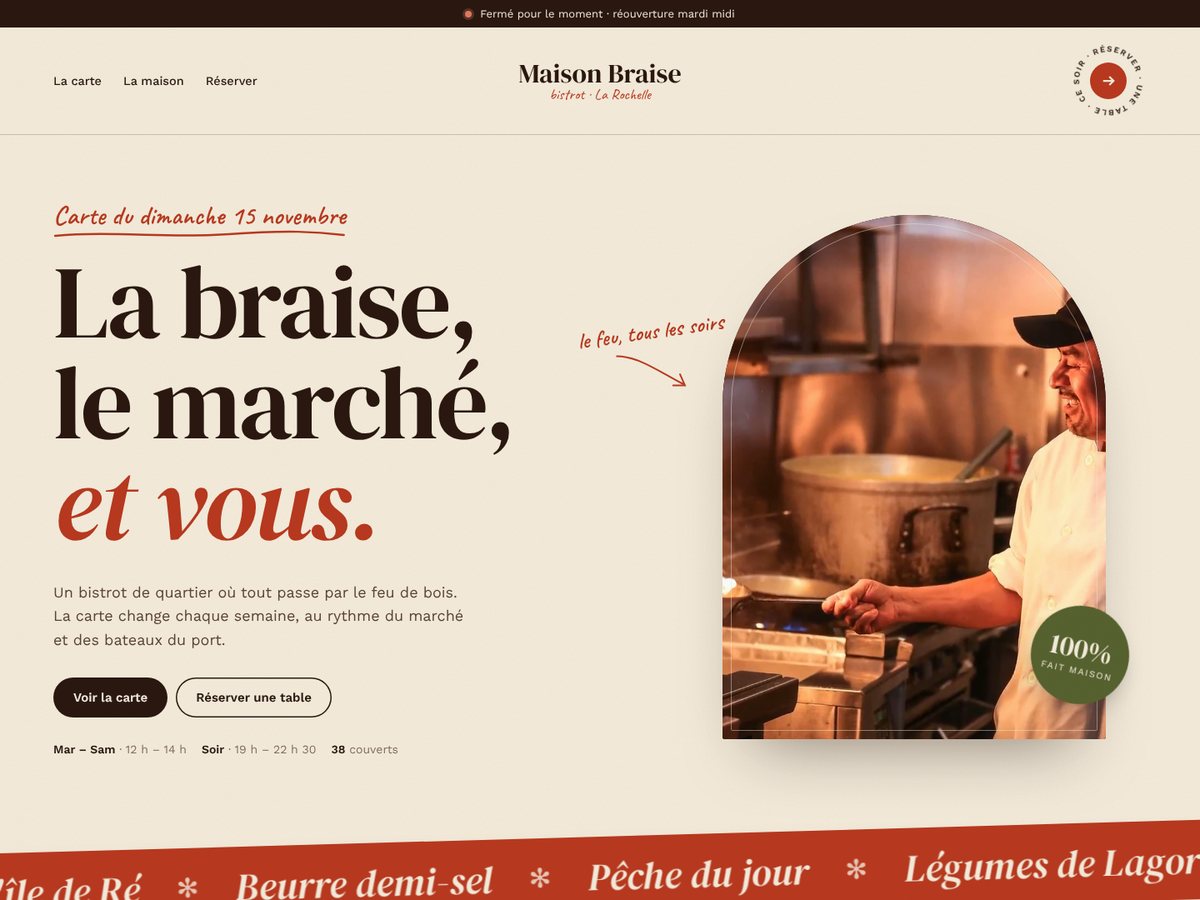 Fermé pour le moment · réouverture mardi midi
La carte La maison Réserver
Maison Braise
bistrot · La Rochelle
RÉSERVER · UNE TABLE · CE SOIR ·
Carte du dimanche 15 novembre
La braise,
le marché,
et vous.
le feu, tous les soirs
Un bistrot de quartier où tout passe par le feu de bois.
La carte change chaque semaine, au rythme du marché
et des bateaux du port.
100%
FAIT MAISON
Voir la carte Réserver une table
Mar – Sam · 12 h – 14 h Soir · 19 h – 22 h 30 38 couverts
île de Ré * Beurre demi-sel * Pêche du jour * Légumes de Lagor